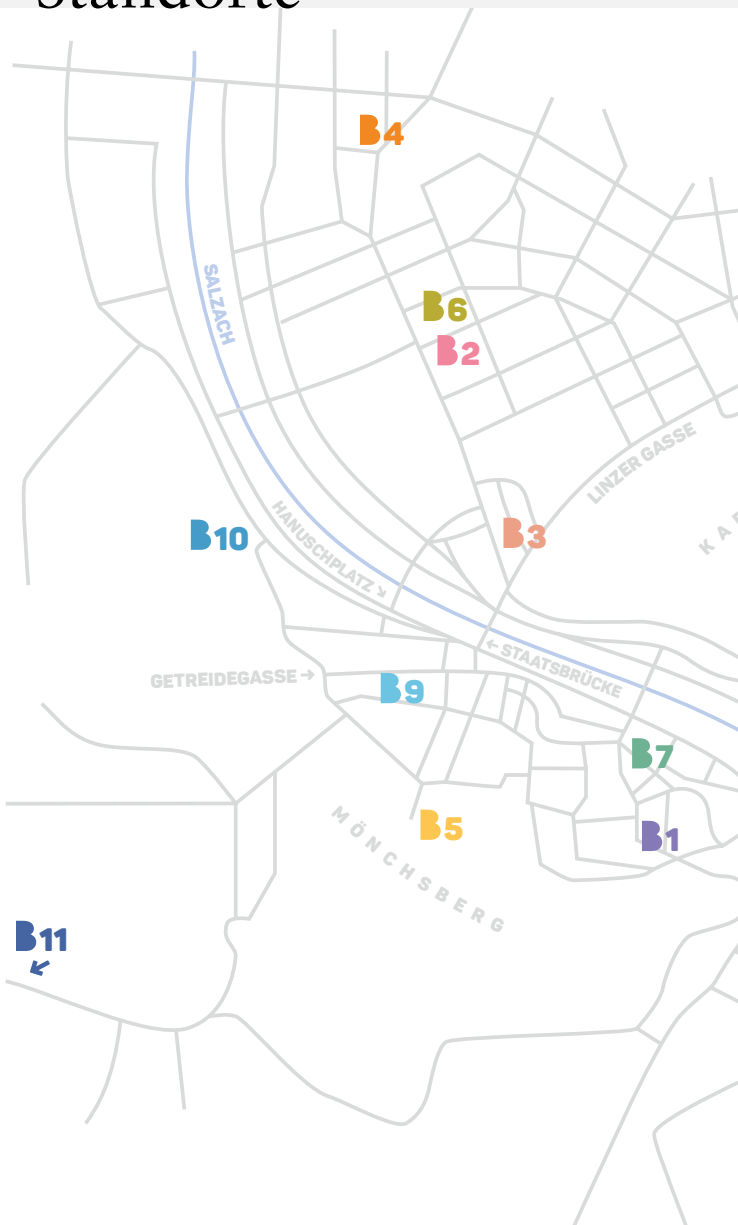 Standorte
B4
SALZACH
B6
B2
LINZER GASSE
B10
HANUSCHPLATZ ↘
B3
← STAATSBRÜCKE
GETREIDEGASSE →
B9
B7
B5
B1
MÖNCHSBERG
B11